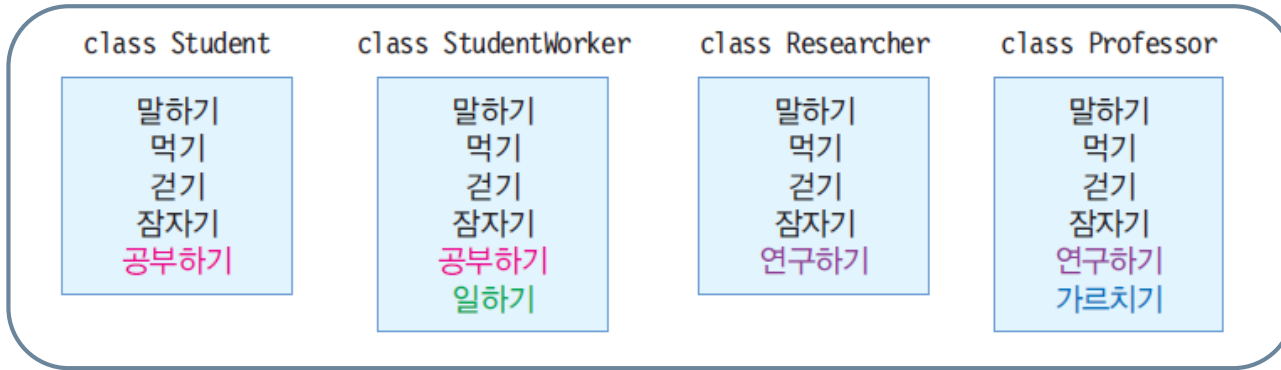 class Student
말하기
먹기
걷기
잠자기
공부하기
class StudentWorker
말하기
먹기
걷기
잠자기
공부하기
일하기
class Researcher
말하기
먹기
걷기
잠자기
연구하기
class Professor
말하기
먹기
걷기
잠자기
연구하기
가르치기